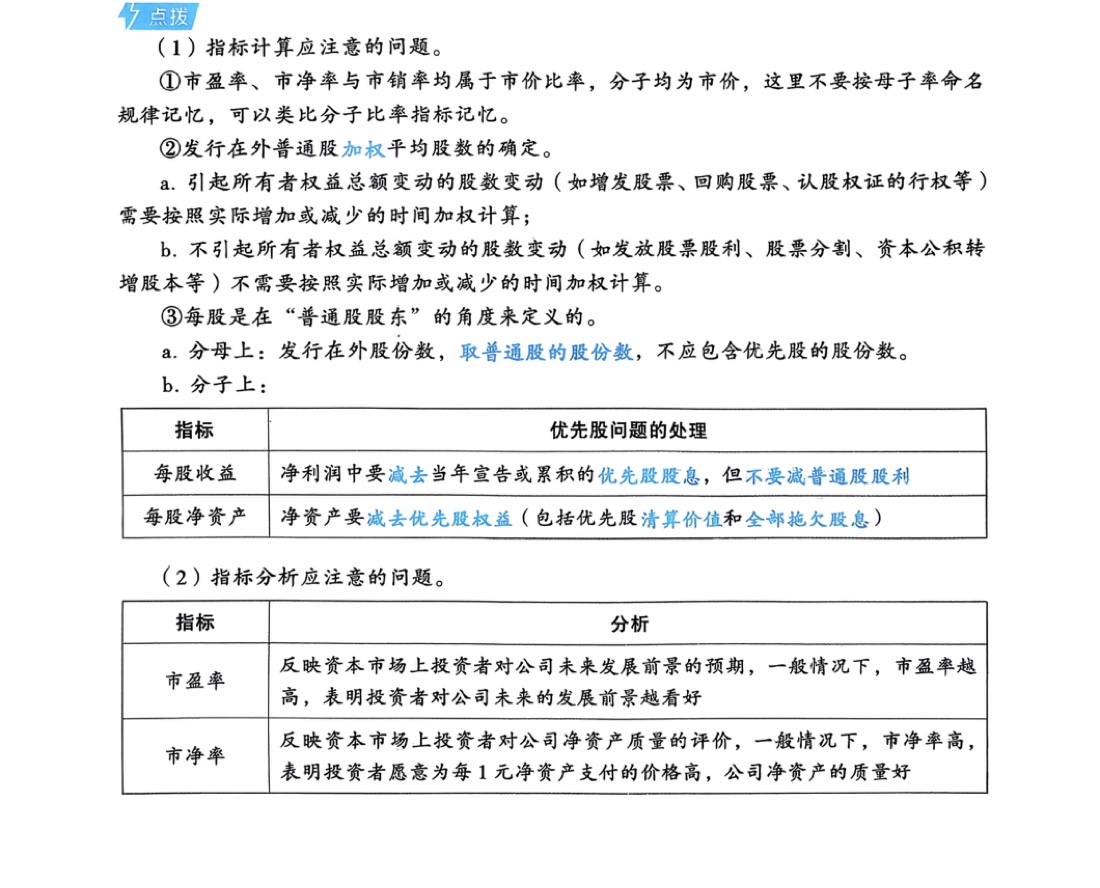 点拨
（1）指标计算应注意的问题。
①市盈率、市净率与市销率均属于市价比率，分子均为市价，这里不要按母子率命名
规律记忆，可以类比分子比率指标记忆。
②发行在外普通股加权平均股数的确定。
a. 引起所有者权益总额变动的股数变动（如增发股票、回购股票、认股权证的行权等）
需要按照实际增加或减少的时间加权计算；
b. 不引起所有者权益总额变动的股数变动（如发放股票股利、股票分割、资本公积转
增股本等）不需要按照实际增加或减少的时间加权计算。
③每股是在“普通股股东”的角度来定义的。
a. 分母上：发行在外股份数，取普通股的股份数，不应包含优先股的股份数。
b. 分子上：
指标 优先股问题的处理
每股收益 净利润中要减去当年宣告或累积的优先股股息，但不要减普通股股利
每股净资产 净资产要减去优先股权益（包括优先股清算价值和全部拖欠股息）
（2）指标分析应注意的问题。
指标 分析
市盈率 反映资本市场上投资者对公司未来发展前景的预期，一般情况下，市盈率越
高，表明投资者对公司未来的发展前景越看好
市净率 反映资本市场上投资者对公司净资产质量的评价，一般情况下，市净率高，
表明投资者愿意为每1元净资产支付的价格高，公司净资产的质量好